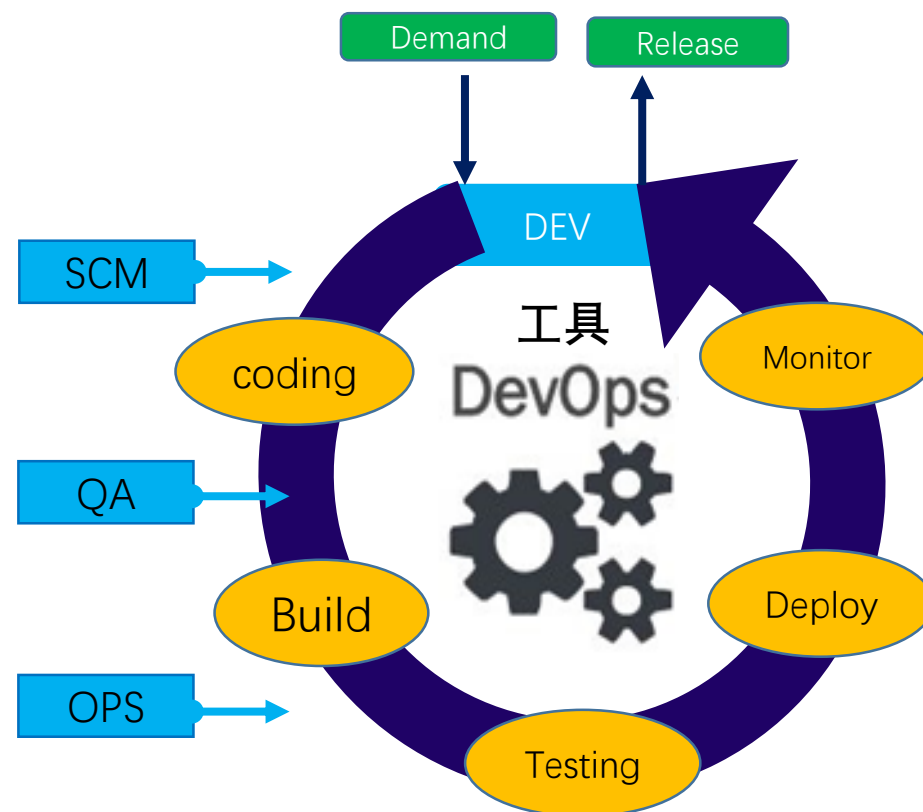 Demand
Release
DEV
SCM
工具
DevOps
coding
Monitor
QA
Build
Deploy
OPS
Testing